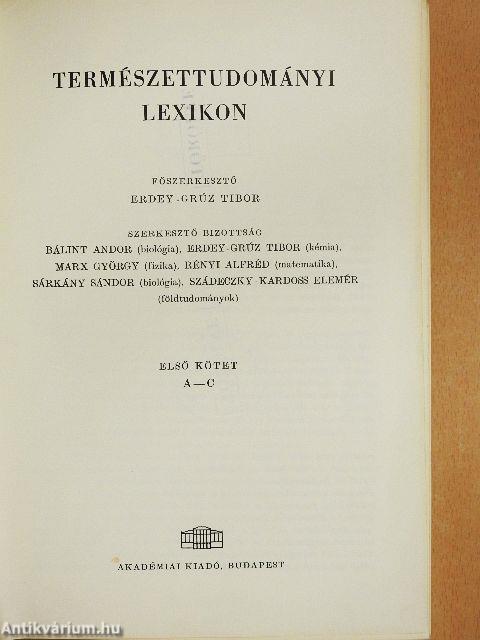 TERMÉSZETTUDOMÁNYI
LEXIKON
FŐSZERKESZTŐ
ERDEY-GRÚZ TIBOR
SZERKESZTŐ BIZOTTSÁG
BÁLINT ANDOR (biológia), ERDEY-GRÚZ TIBOR (kémia),
MARX GYÖRGY (fizika), RÉNYI ALFRÉD (matematika),
SÁRKÁNY SÁNDOR (biológia), SZÁDECZKY-KARDOSS ELEMÉR
(földtudományok)
ELSŐ KÖTET
A—C
AKADÉMIAI KIADÓ, BUDAPEST
Antikvárium.hu